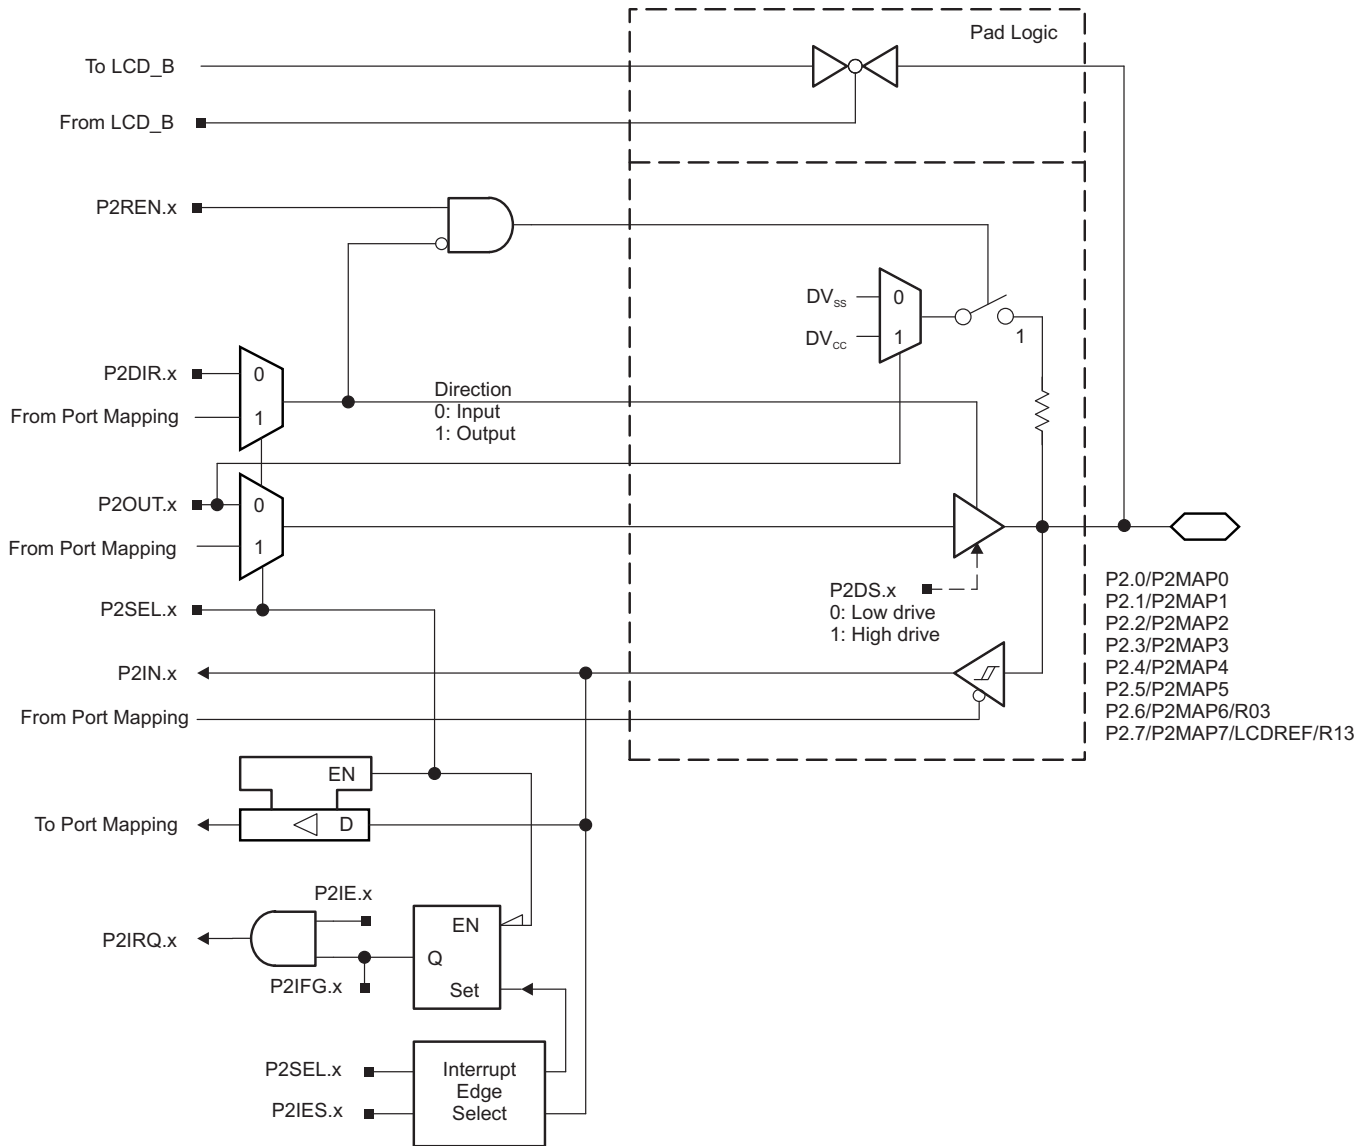 Pad Logic
To LCD_B
From LCD_B
P2REN.x
DVSS
0
DVCC
1
1
P2DIR.x
0
From Port Mapping
1
Direction
0: Input
1: Output
P2OUT.x
0
From Port Mapping
1
P2DS.x
0: Low drive
1: High drive
P2SEL.x
P2.0/P2MAP0
P2.1/P2MAP1
P2.2/P2MAP2
P2.3/P2MAP3
P2.4/P2MAP4
P2.5/P2MAP5
P2.6/P2MAP6/R03
P2.7/P2MAP7/LCDREF/R13
P2IN.x
From Port Mapping
EN
To Port Mapping
D
P2IE.x
P2IRQ.x
EN
Q
P2IFG.x
Set
P2SEL.x
P2IES.x
Interrupt
Edge
Select